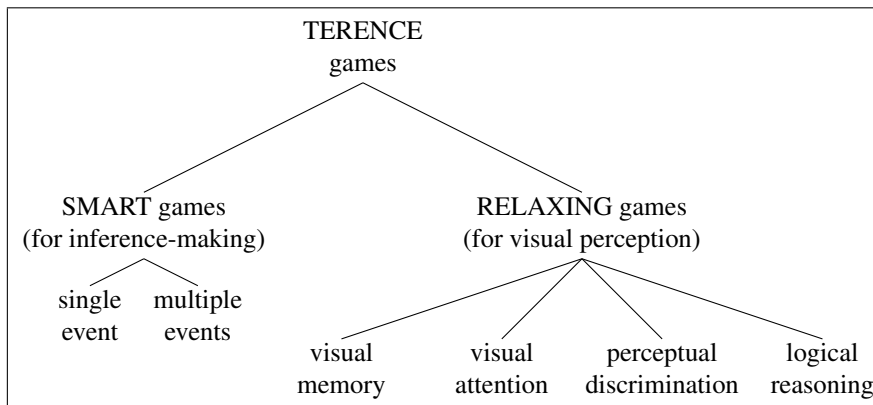 TERENCE
games
SMART games
(for inference-making)
RELAXING games
(for visual perception)
single
event
multiple
events
visual
memory
visual
attention
perceptual
discrimination
logical
reasoning